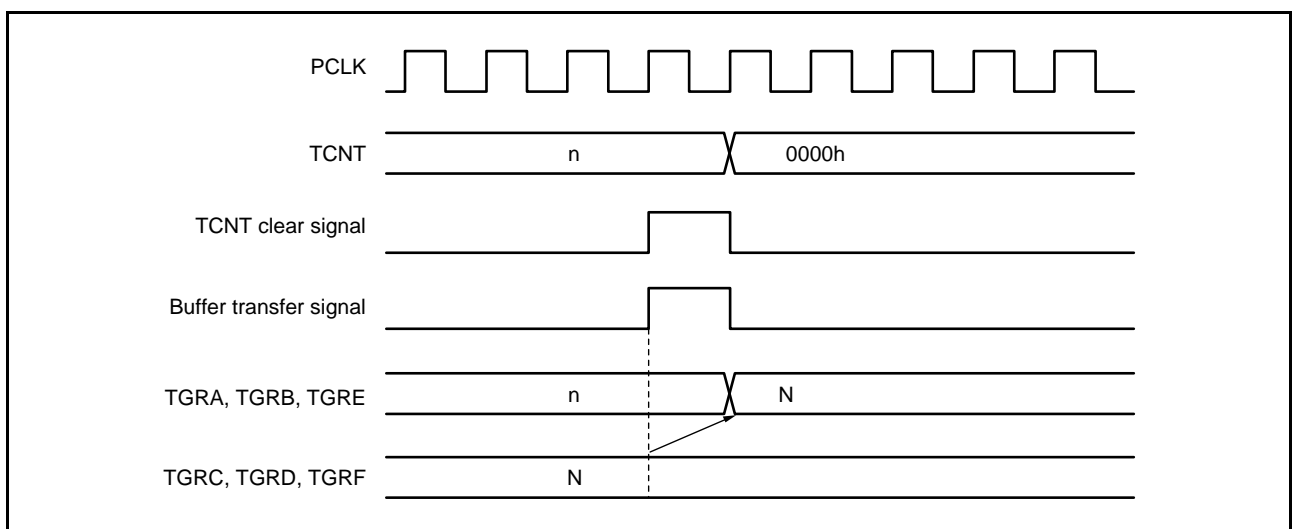 PCLK
TCNT n 0000h
TCNT clear signal
Buffer transfer signal
TGRA, TGRB, TGRE n N
TGRC, TGRD, TGRF N